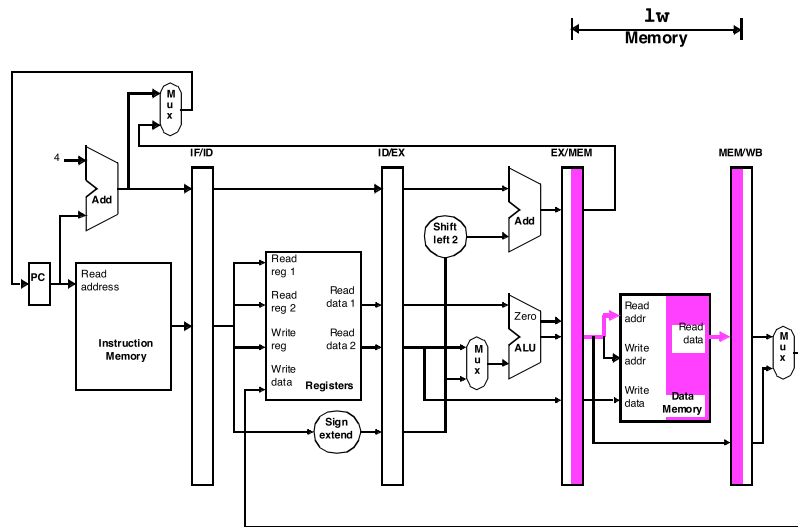 lw
Memory
M
u
x
IF/ID
ID/EX
EX/MEM
MEM/WB
4
Add
Shift
left 2
Add
PC
Read
address
Instruction
Memory
Read
reg 1
Read
reg 2
Write
reg
Write
data
Read
data 1
Read
data 2
Registers
Sign
extend
M
u
x
Zero
ALU
Read
addr
Write
addr
Write
data
Read
data
Data
Memory
M
u
x